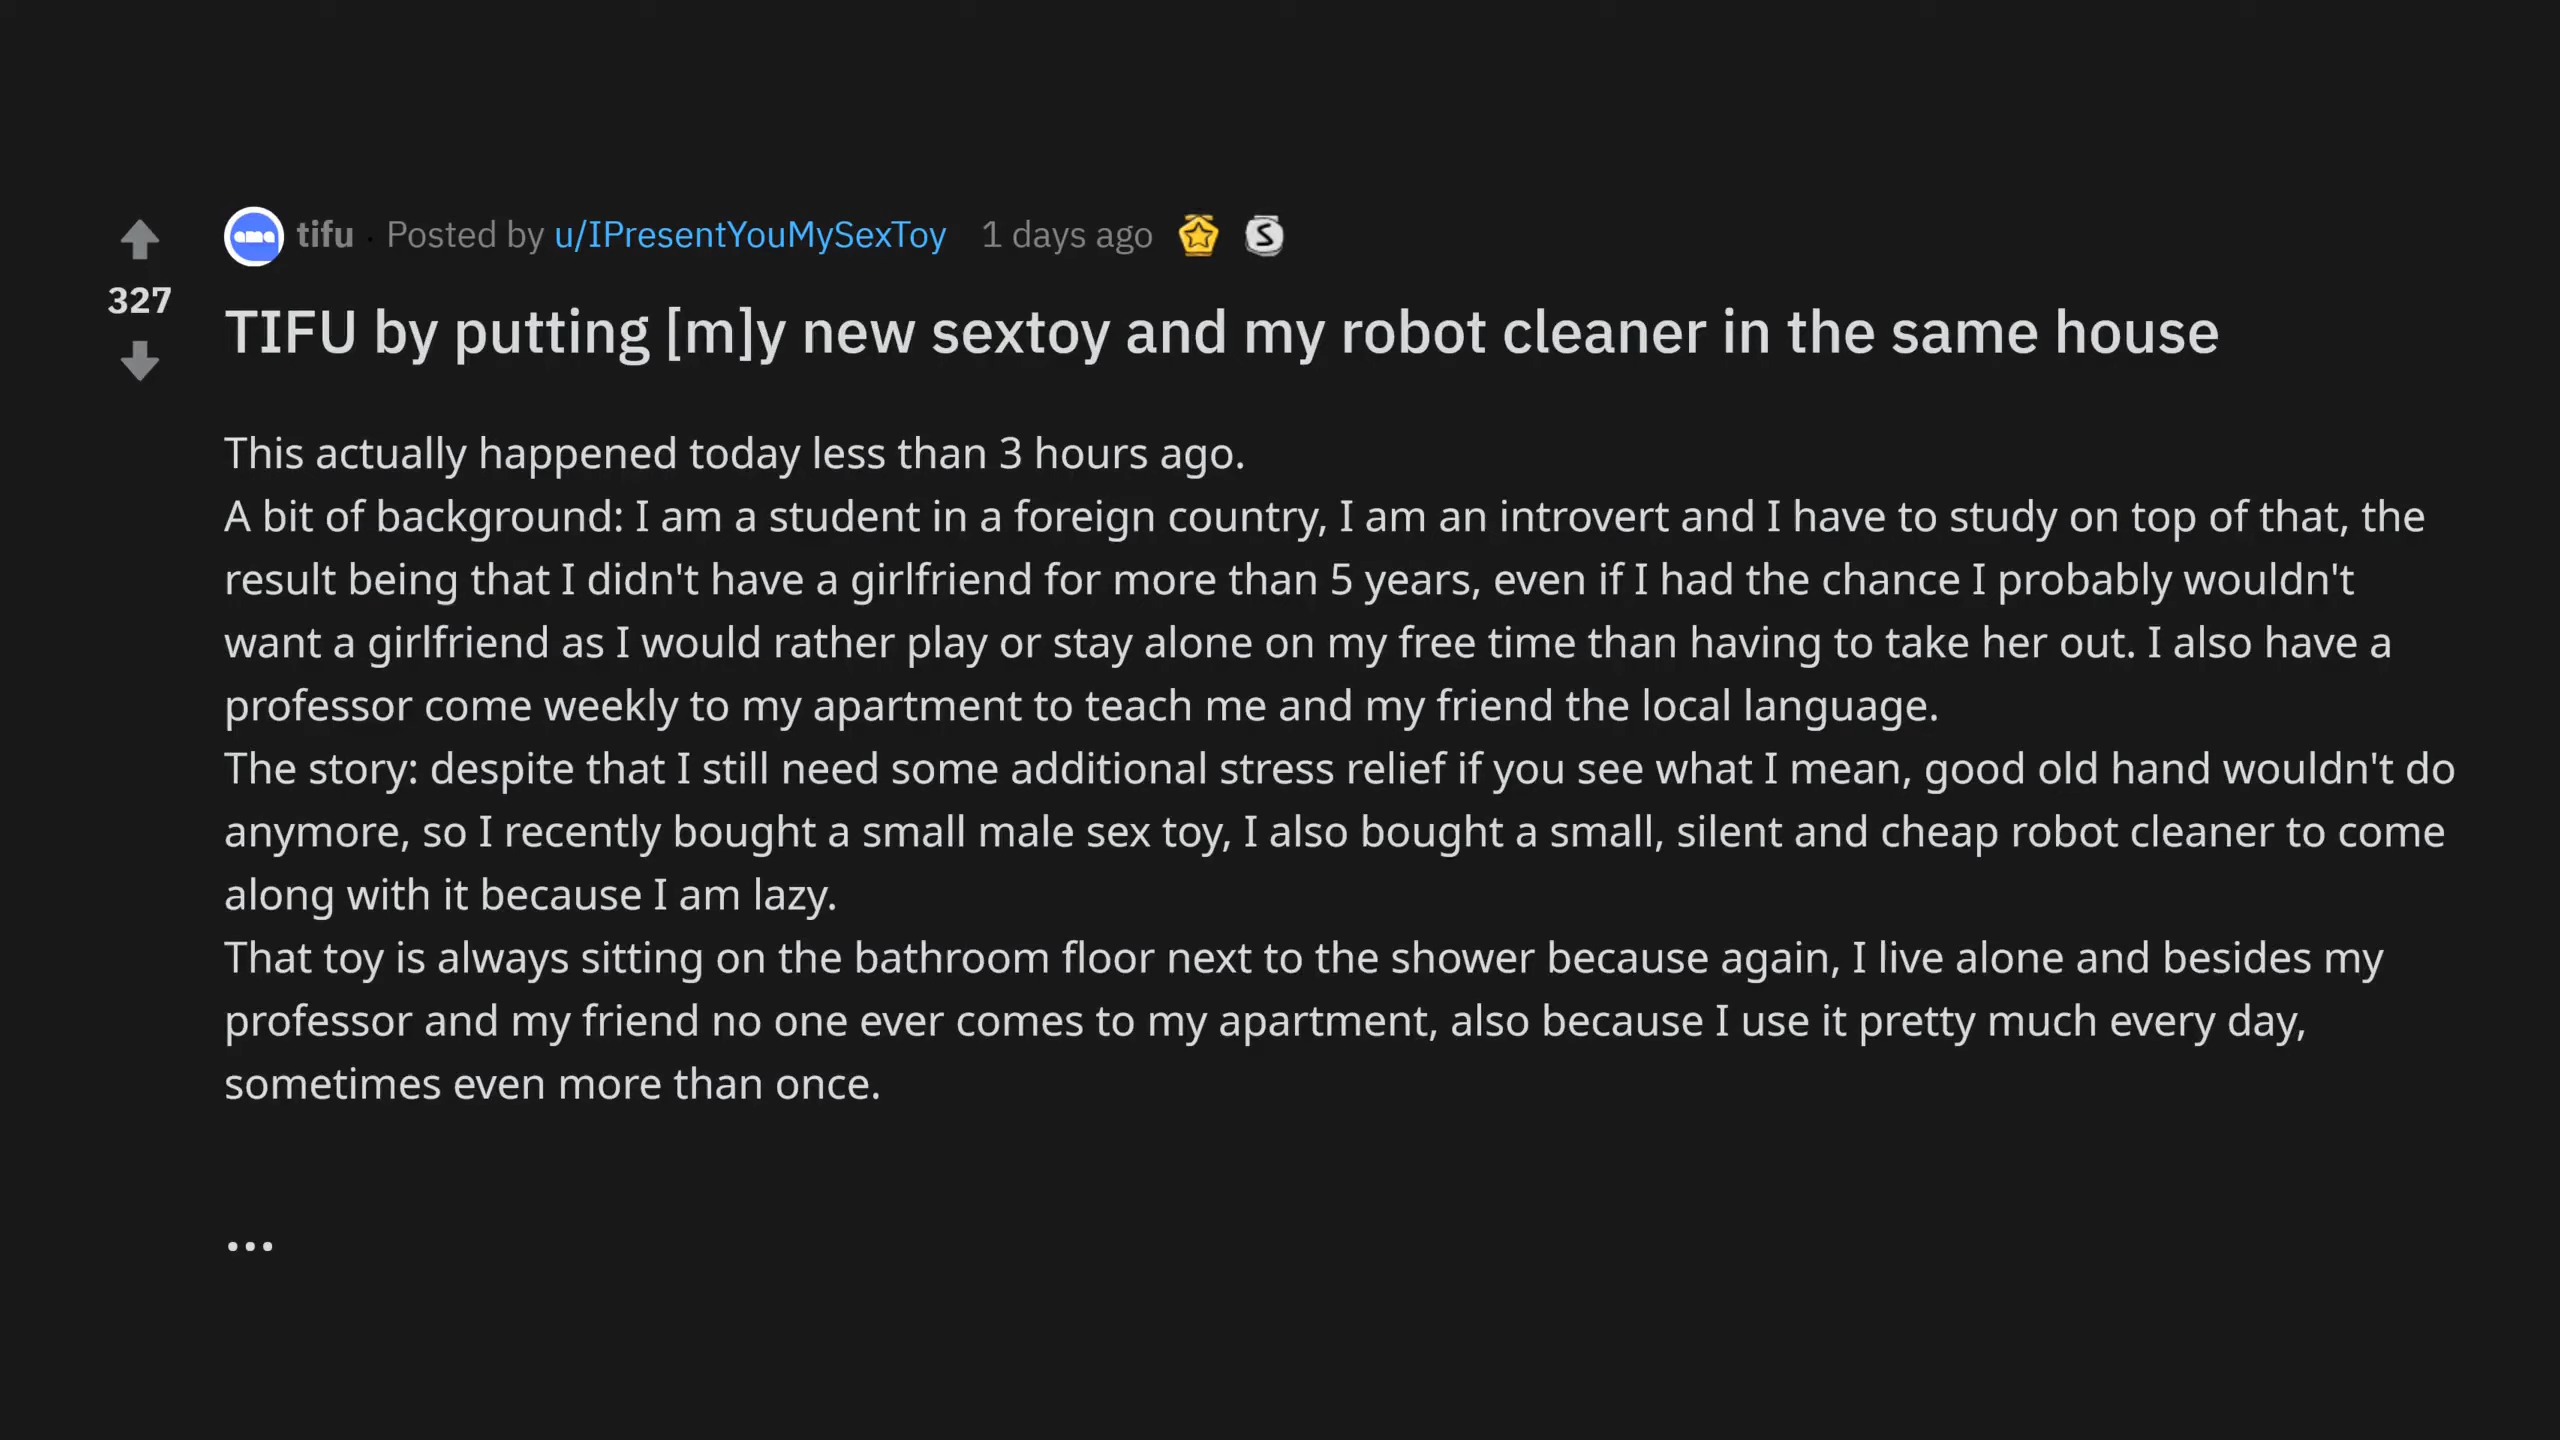 ama tifu · Posted by u/IPresentYouMySexToy 1 days ago S
327
TIFU by putting [m]y new sextoy and my robot cleaner in the same house
This actually happened today less than 3 hours ago.
A bit of background: I am a student in a foreign country, I am an introvert and I have to study on top of that, the
result being that I didn't have a girlfriend for more than 5 years, even if I had the chance I probably wouldn't
want a girlfriend as I would rather play or stay alone on my free time than having to take her out. I also have a
professor come weekly to my apartment to teach me and my friend the local language.
The story: despite that I still need some additional stress relief if you see what I mean, good old hand wouldn't do
anymore, so I recently bought a small male sex toy, I also bought a small, silent and cheap robot cleaner to come
along with it because I am lazy.
That toy is always sitting on the bathroom floor next to the shower because again, I live alone and besides my
professor and my friend no one ever comes to my apartment, also because I use it pretty much every day,
sometimes even more than once.
...